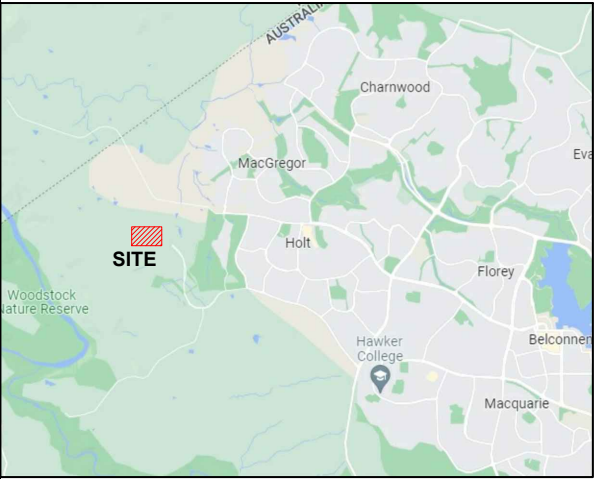 AUSTRALI
Charnwood
Eva
MacGregor
Holt
SITE
Florey
Woodstock
Nature Reserve
Belconnen
Hawker
College
Macquarie